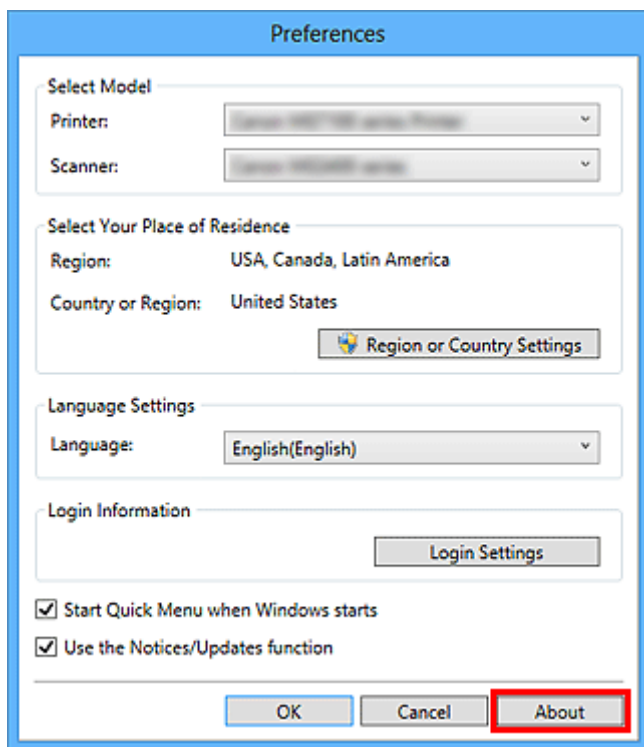 Preferences
Select Model
Printer:
Scanner:
Select Your Place of Residence
Region: USA, Canada, Latin America
Country or Region: United States
Region or Country Settings
Language Settings
Language: English(English)
Login Information
Login Settings
Start Quick Menu when Windows starts
Use the Notices/Updates function
OK Cancel About